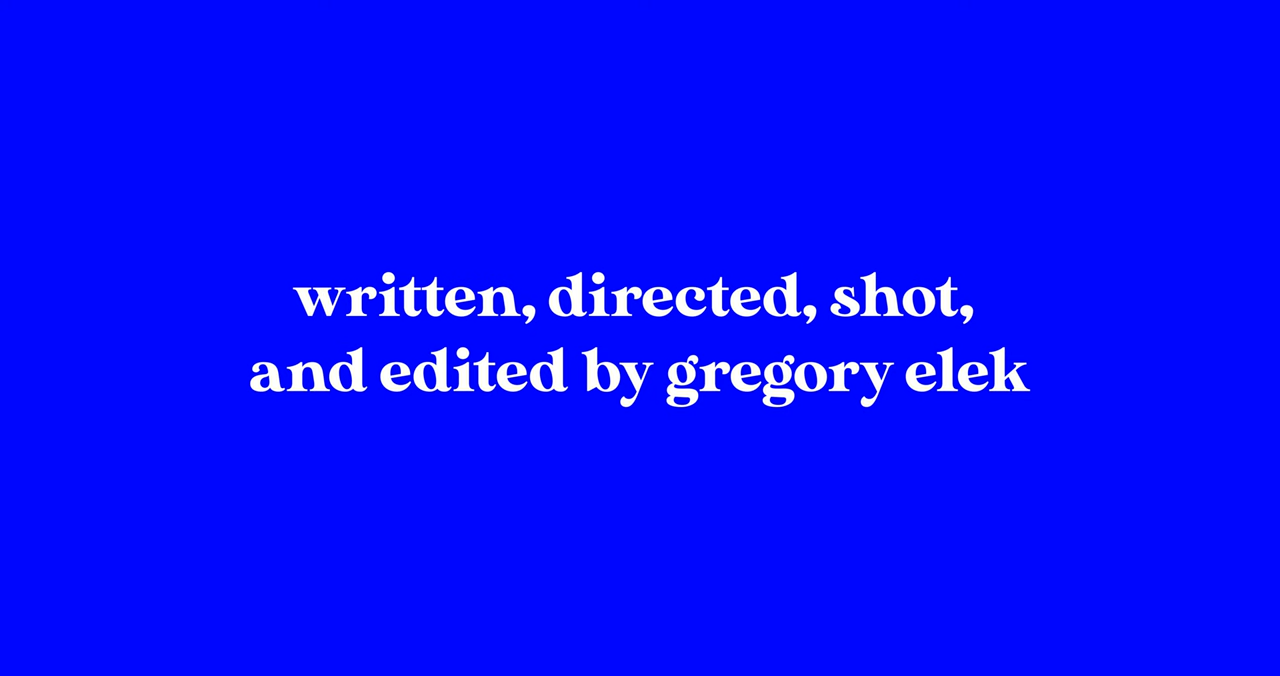 written, directed, shot,
and edited by gregory elek